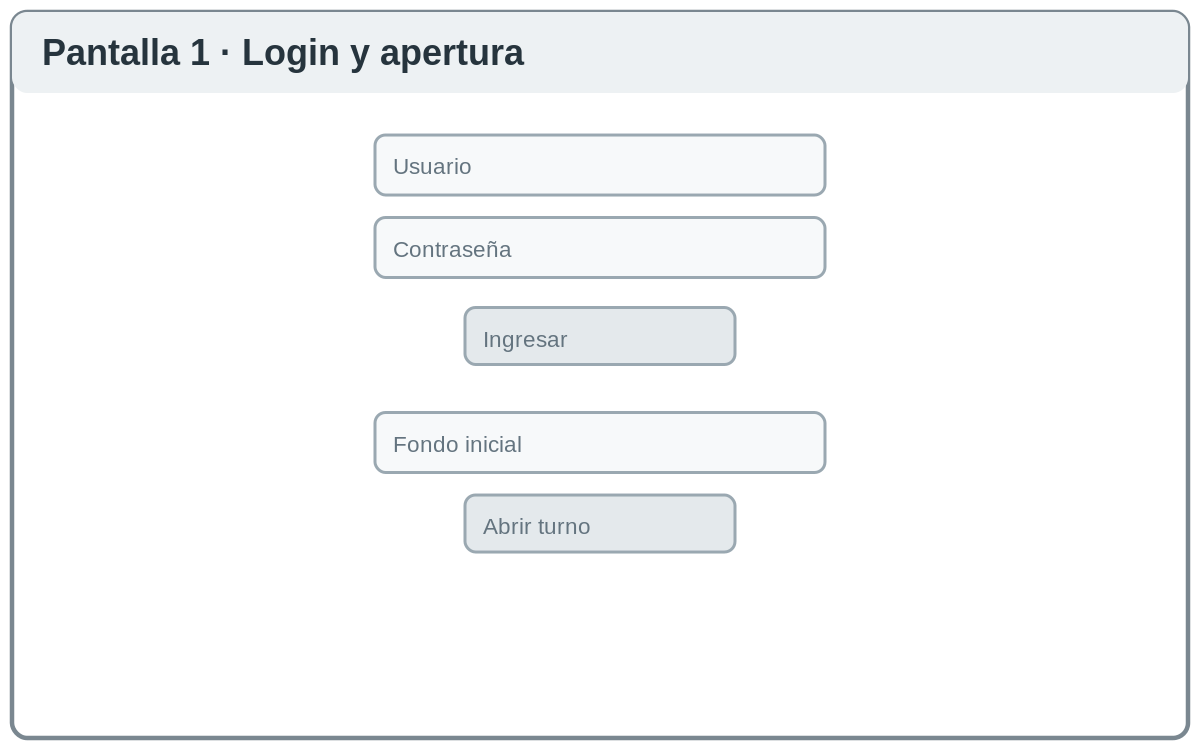 Pantalla 1 · Login y apertura
Usuario
Contraseña
Ingresar
Fondo inicial
Abrir turno